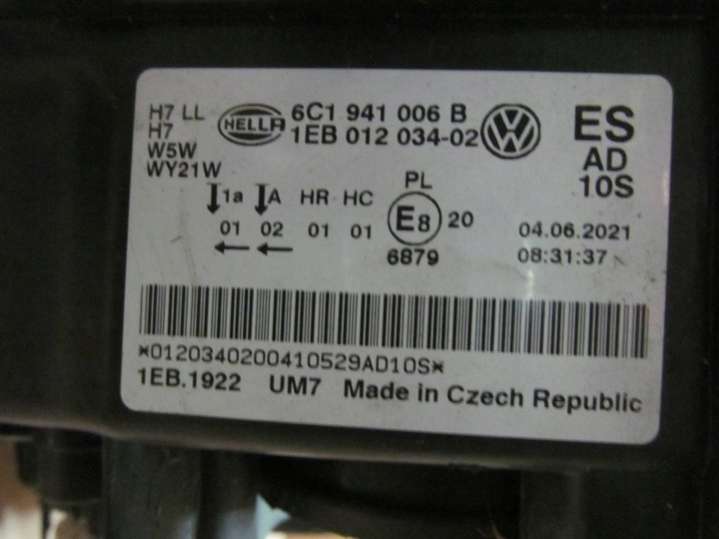 H7 LL
H7
W5W
WY21W
HELLA
6C1 941 006 B
1EB 012 034-02
ES
AD
10S
1a A HR HC
01 02 01 01
PL
E8 20
6879
04.06.2021
08:31:37
*01203402004105​29AD10S*
1EB.1922 UM7 Made in Czech Republic